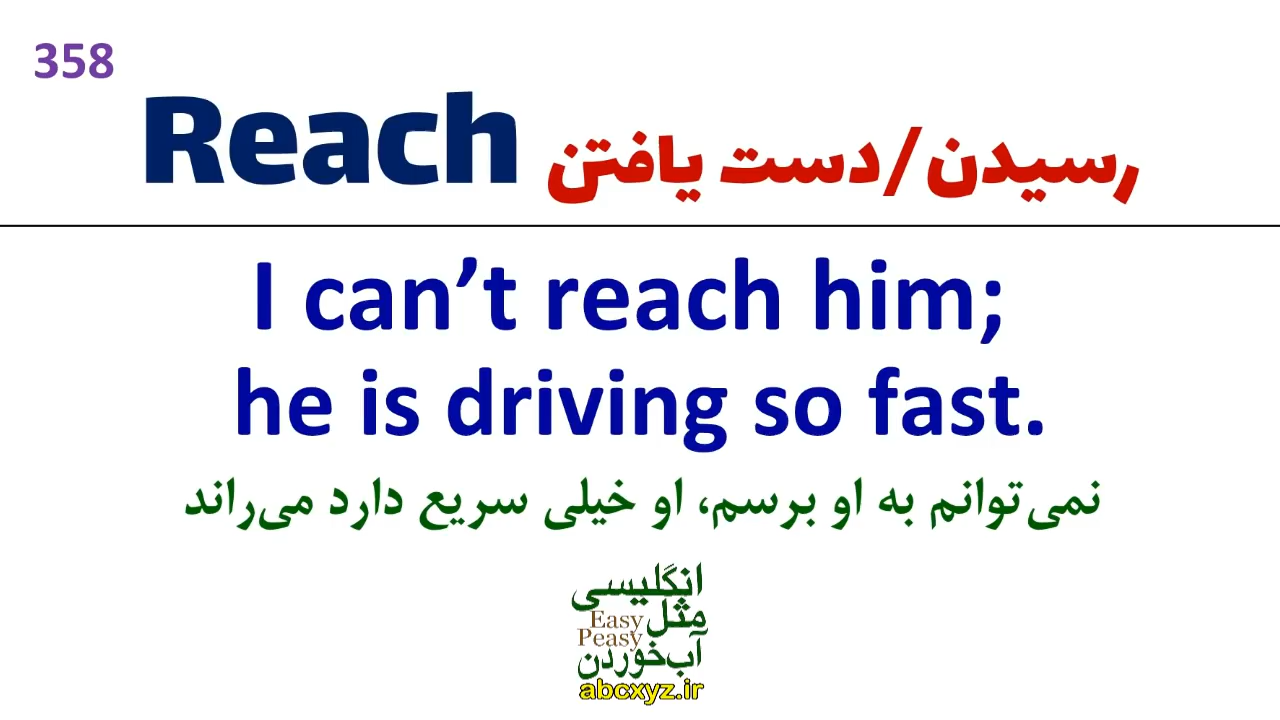 358
Reach رسیدن/دست یافتن
I can’t reach him;
he is driving so fast.
نمی‌توانم به او برسم، او خیلی سریع دارد می‌راند
انگلیسی
مثل Easy
Peasy
آب‌خوردن
abcxyz.ir